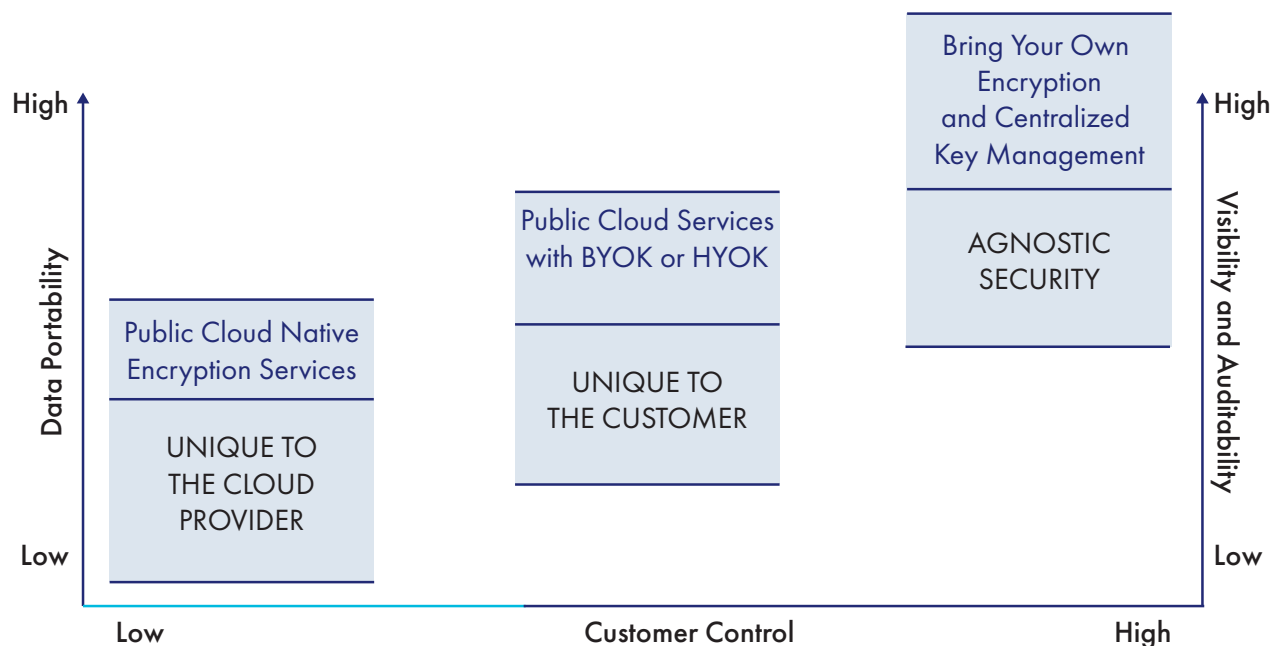 Bring Your Own
Encryption
and Centralized
Key Management
High
High
Public Cloud Services
with BYOK or HYOK
AGNOSTIC
SECURITY
Public Cloud Native
Encryption Services
UNIQUE TO
THE CUSTOMER
UNIQUE TO
THE CLOUD
PROVIDER
Data Portability
Visibility and Auditability
Low
Low
Low
Customer Control
High